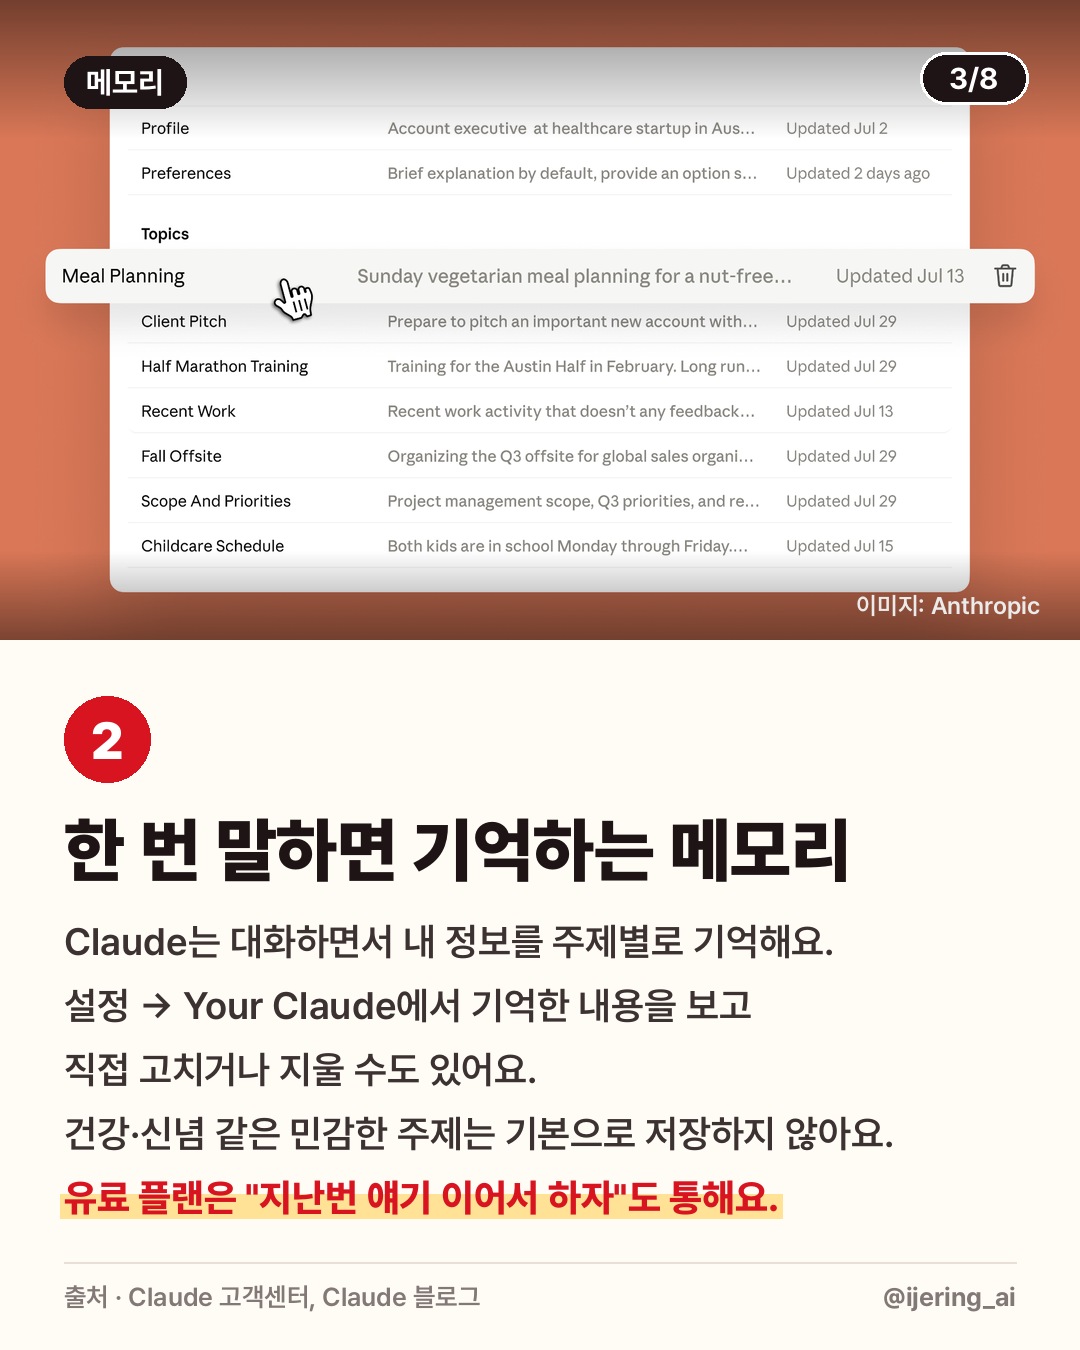 메모리
3/8
Profile Account executive at healthcare startup in Aus... Updated Jul 2
Preferences Brief explanation by default, provide an option s... Updated 2 days ago
Topics
Meal Planning Sunday vegetarian meal planning for a nut-free... Updated Jul 13
Client Pitch Prepare to pitch an important new account with... Updated Jul 29
Half Marathon Training Training for the Austin Half in February. Long run... Updated Jul 29
Recent Work Recent work activity that doesn't any feedback... Updated Jul 13
Fall Offsite Organizing the Q3 offsite for global sales organi... Updated Jul 29
Scope And Priorities Project management scope, Q3 priorities, and re... Updated Jul 29
Childcare Schedule Both kids are in school Monday through Friday.... Updated Jul 15
이미지: Anthropic
2
한 번 말하면 기억하는 메모리
Claude는 대화하면서 내 정보를 주제별로 기억해요.
설정 → Your Claude에서 기억한 내용을 보고
직접 고치거나 지울 수도 있어요.
건강·신념 같은 민감한 주제는 기본으로 저장하지 않아요.
유료 플랜은 "지난번 얘기 이어서 하자"도 통해요.
출처 · Claude 고객센터, Claude 블로그
@ijering_ai